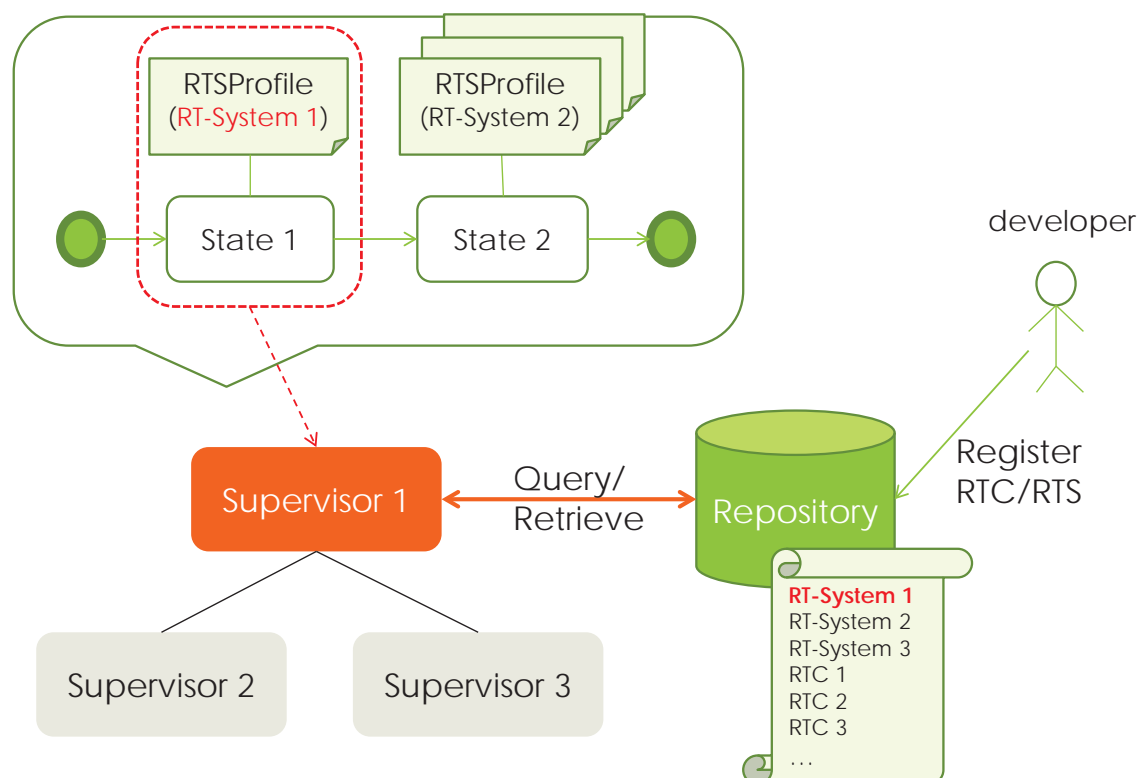 RTSProfile
(RT-System 1)
RTSProfile
(RT-System 2)
State 1
State 2
developer
Register
RTC/RTS
Supervisor 1
Query/
Retrieve
Repository
RT-System 1
RT-System 2
RT-System 3
RTC 1
RTC 2
RTC 3
...
Supervisor 2
Supervisor 3